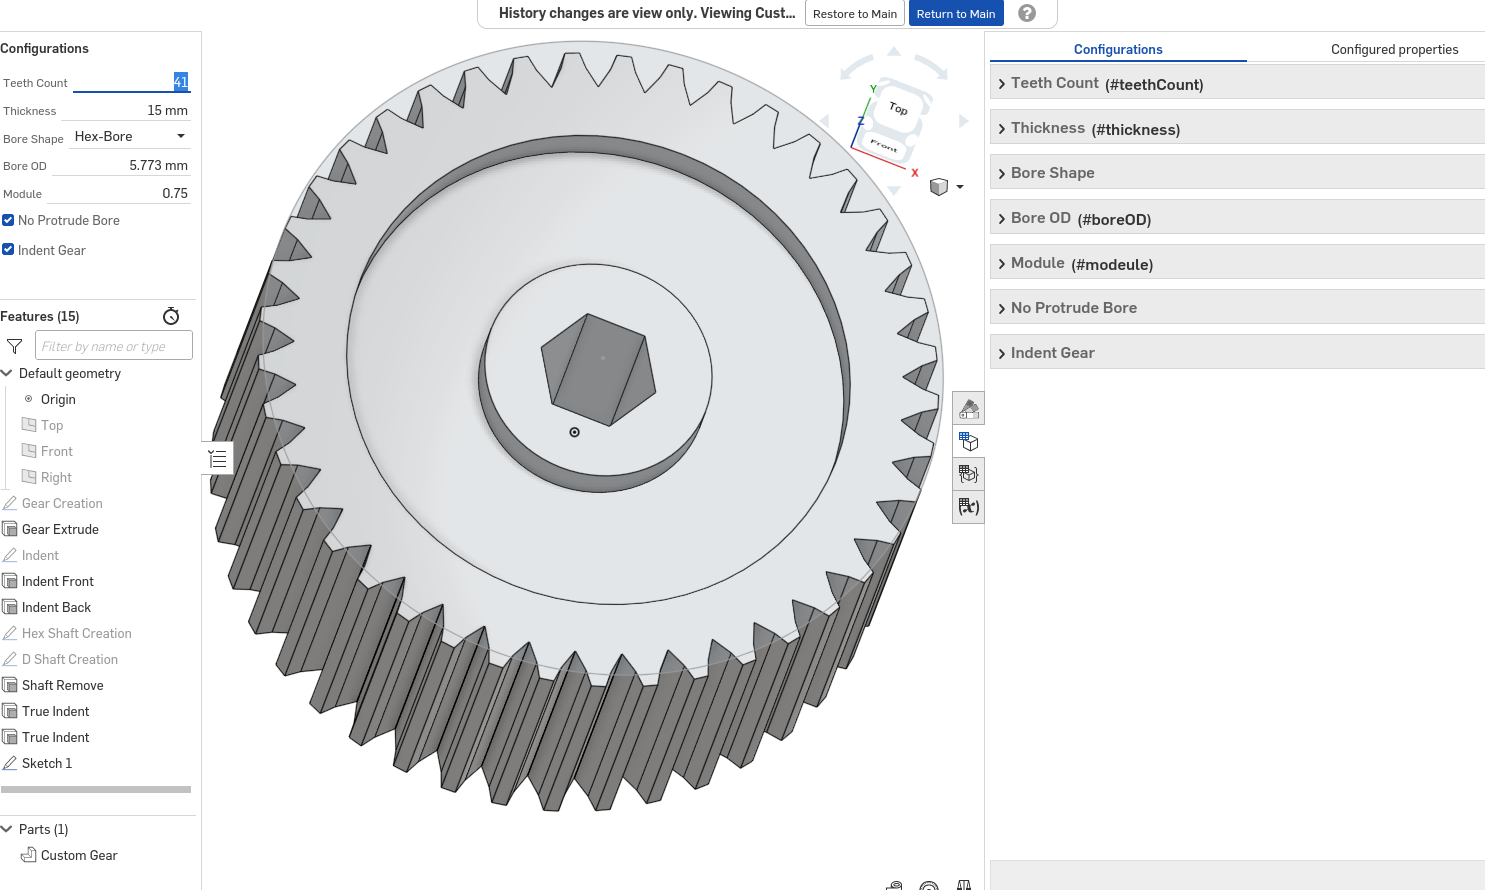 History changes are view only. Viewing Cust...
Restore to Main
Return to Main
?
Configurations
Teeth Count 41
Thickness 15 mm
Bore Shape Hex-Bore
Bore OD 5.773 mm
Module 0.75
No Protrude Bore
Indent Gear
Features (15)
Filter by name or type
Default geometry
Origin
Top
Front
Right
Gear Creation
Gear Extrude
Indent
Indent Front
Indent Back
Hex Shaft Creation
D Shaft Creation
Shaft Remove
True Indent
True Indent
Sketch 1
Parts (1)
Custom Gear
Y
Z
X
Top
Front
Configurations
Configured properties
Teeth Count (#teethCount)
Thickness (#thickness)
Bore Shape
Bore OD (#boreOD)
Module (#modeule)
No Protrude Bore
Indent Gear
(x)